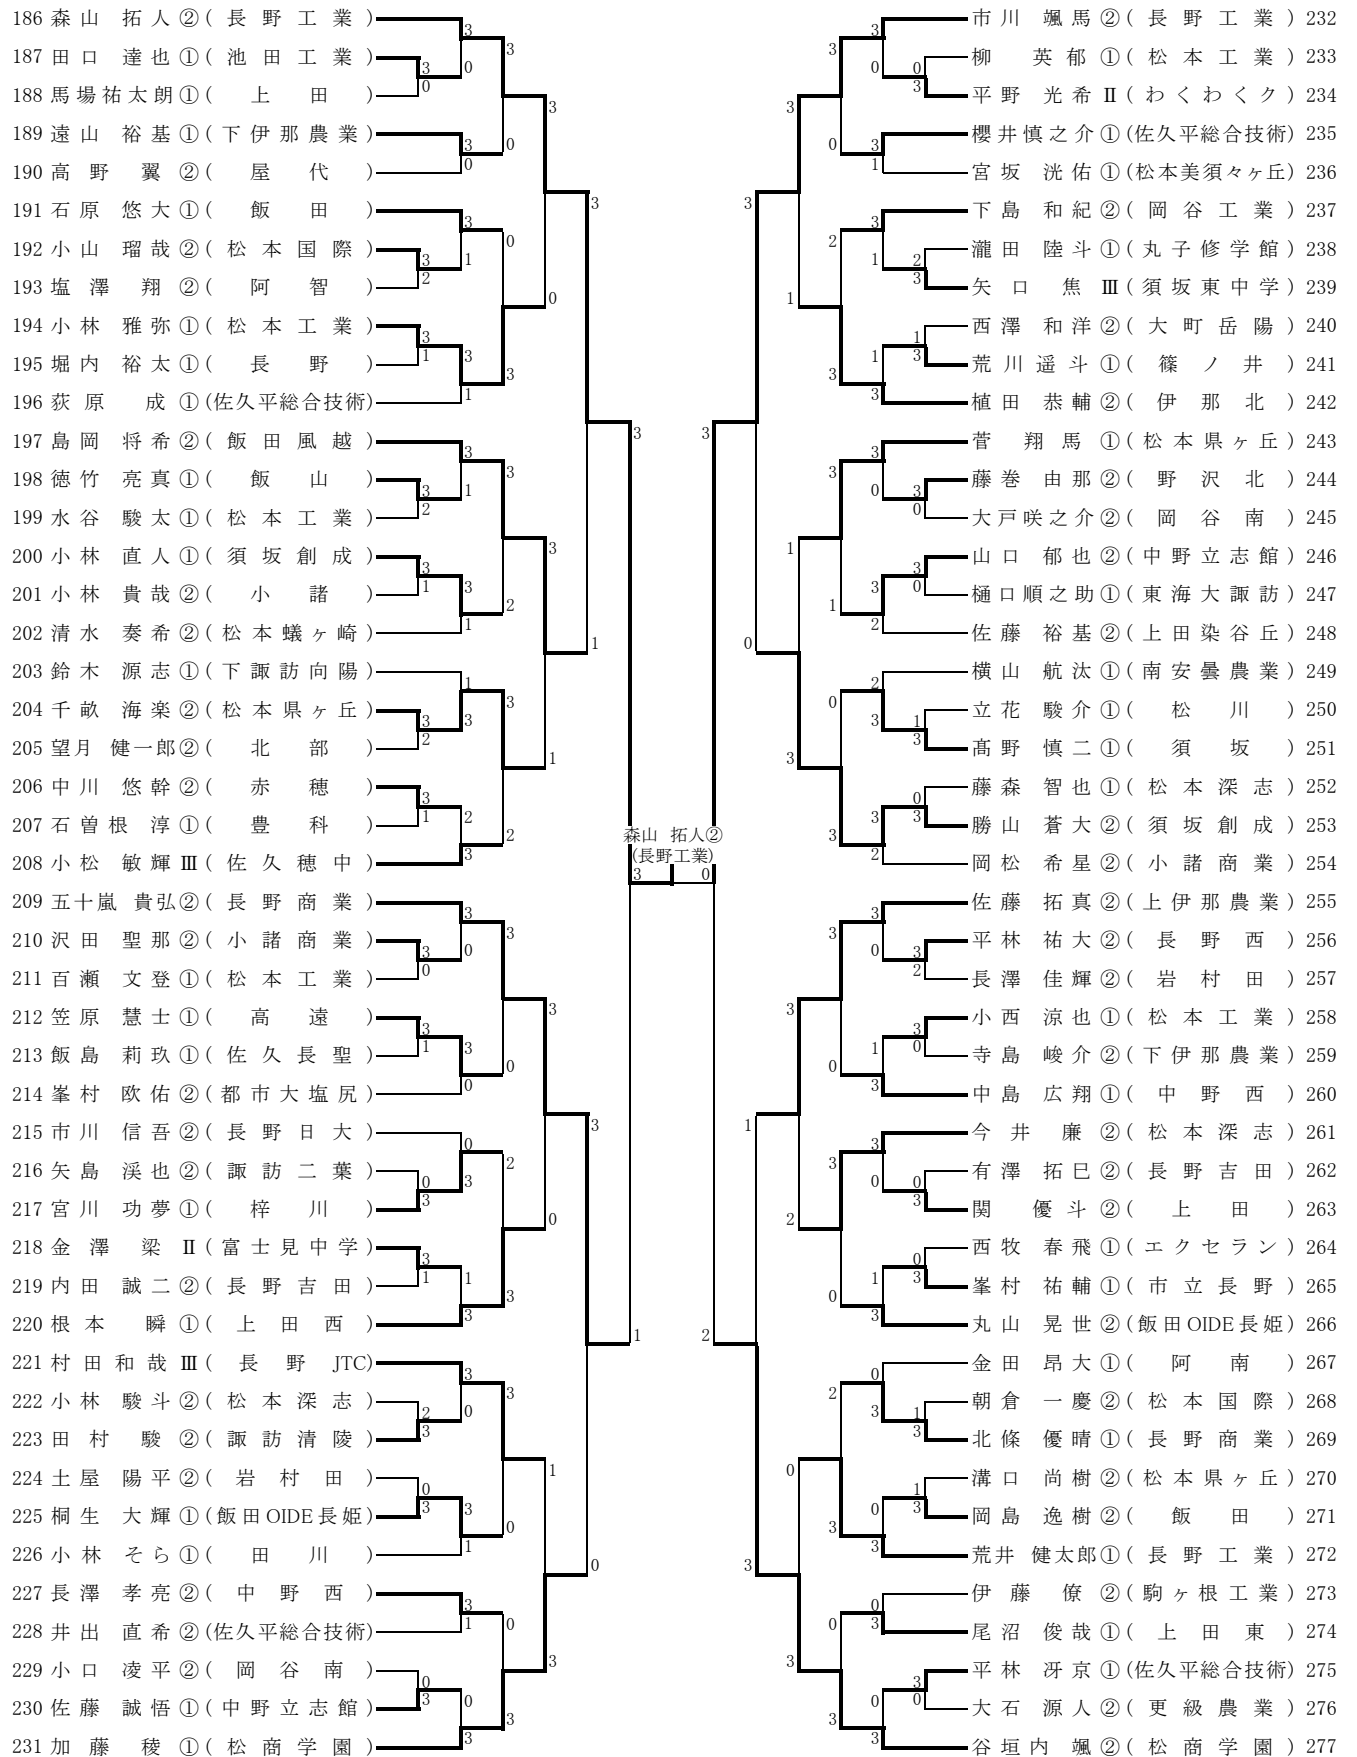 186 森山 拓人 ② ( 長野工業 )
187 田口 達也 ① ( 池田工業 )
188 馬場祐太朗 ① ( 上田 )
189 遠山 裕基 ① ( 下伊那農業 )
190 高野 翼 ② ( 屋代 )
191 石原 悠大 ① ( 飯田 )
192 小山 瑠哉 ② ( 松本国際 )
193 塩澤 翔 ② ( 阿智 )
194 小林 雅弥 ① ( 松本工業 )
195 堀内 裕太 ① ( 長野 )
196 荻原 成 ① (佐久平総合技術)
197 島岡 将希 ② ( 飯田風越 )
198 徳竹 亮真 ① ( 飯山 )
199 水谷 駿太 ① ( 松本工業 )
200 小林 直人 ① ( 須坂創成 )
201 小林 貴哉 ② ( 小諸 )
202 清水 奏希 ② ( 松本蟻ヶ崎 )
203 鈴木 源志 ① ( 下諏訪向陽 )
204 千畝 海楽 ② ( 松本県ヶ丘 )
205 望月 健一郎 ② ( 北部 )
206 中川 悠幹 ② ( 赤穂 )
207 石曽根 淳 ① ( 豊科 )
208 小松 敏輝 Ⅲ ( 佐久穂中 )
209 五十嵐 貴弘 ② ( 長野商業 )
210 沢田 聖那 ② ( 小諸商業 )
211 百瀬 文登 ① ( 松本工業 )
212 笠原 慧士 ① ( 高遠 )
213 飯島 莉玖 ① ( 佐久長聖 )
214 峯村 欧佑 ② ( 都市大塩尻 )
215 市川 信吾 ② ( 長野日大 )
216 矢島 渓也 ② ( 諏訪二葉 )
217 宮川 功夢 ① ( 梓川 )
218 金澤 梁 Ⅱ ( 富士見中学 )
219 内田 誠二 ② ( 長野吉田 )
220 根本 瞬 ① ( 上田西 )
221 村田和哉 Ⅲ ( 長野 JTC)
222 小林 駿斗 ② ( 松本深志 )
223 田村 駿 ② ( 諏訪清陵 )
224 土屋 陽平 ② ( 岩村田 )
225 桐生 大輝 ① (飯田OIDE長姫)
226 小林 そら ① ( 田川 )
227 長澤 孝亮 ② ( 中野西 )
228 井出 直希 ② (佐久平総合技術)
229 小口 凌平 ② ( 岡谷南 )
230 佐藤 誠悟 ① ( 中野立志館 )
231 加藤 稜 ① ( 松商学園 )
森山 拓人②
(長野工業)
3 0
市川 颯馬 ② ( 長野工業 ) 232
柳 英郁 ① ( 松本工業 ) 233
平野 光希 Ⅱ ( わくわくク ) 234
櫻井慎之介 ① (佐久平総合技術) 235
宮坂 洸佑 ① (松本美須々ヶ丘) 236
下島 和紀 ② ( 岡谷工業 ) 237
瀧田 陸斗 ① ( 丸子修学館 ) 238
矢口 焦 Ⅲ ( 須坂東中学 ) 239
西澤 和洋 ② ( 大町岳陽 ) 240
荒川遥斗 ① ( 篠ノ井 ) 241
植田 恭輔 ② ( 伊那北 ) 242
菅 翔馬 ① ( 松本県ヶ丘 ) 243
藤巻 由那 ② ( 野沢北 ) 244
大戸咲之介 ② ( 岡谷南 ) 245
山口 郁也 ② ( 中野立志館 ) 246
樋口順之助 ① ( 東海大諏訪 ) 247
佐藤 裕基 ② ( 上田染谷丘 ) 248
横山 航汰 ① ( 南安曇農業 ) 249
立花 駿介 ① ( 松川 ) 250
髙野 慎二 ① ( 須坂 ) 251
藤森 智也 ① ( 松本深志 ) 252
勝山 蒼大 ② ( 須坂創成 ) 253
岡松 希星 ② ( 小諸商業 ) 254
佐藤 拓真 ② ( 上伊那農業 ) 255
平林 祐大 ② ( 長野西 ) 256
長澤 佳輝 ② ( 岩村田 ) 257
小西 涼也 ① ( 松本工業 ) 258
寺島 峻介 ② ( 下伊那農業 ) 259
中島 広翔 ① ( 中野西 ) 260
今井 廉 ② ( 松本深志 ) 261
有澤 拓巳 ② ( 長野吉田 ) 262
関 優斗 ② ( 上田 ) 263
西牧 春飛 ① ( エクセラン ) 264
峯村 祐輔 ① ( 市立長野 ) 265
丸山 晃世 ② (飯田OIDE長姫) 266
金田 昂大 ① ( 阿南 ) 267
朝倉 一慶 ② ( 松本国際 ) 268
北條 優晴 ① ( 長野商業 ) 269
溝口 尚樹 ② ( 松本県ヶ丘 ) 270
岡島 逸樹 ② ( 飯田 ) 271
荒井 健太郎 ① ( 長野工業 ) 272
伊藤 僚 ② ( 駒ヶ根工業 ) 273
尾沼 俊哉 ① ( 上田東 ) 274
平林 冴京 ① (佐久平総合技術) 275
大石 源人 ② ( 更級農業 ) 276
谷垣内 颯 ② ( 松商学園 ) 277